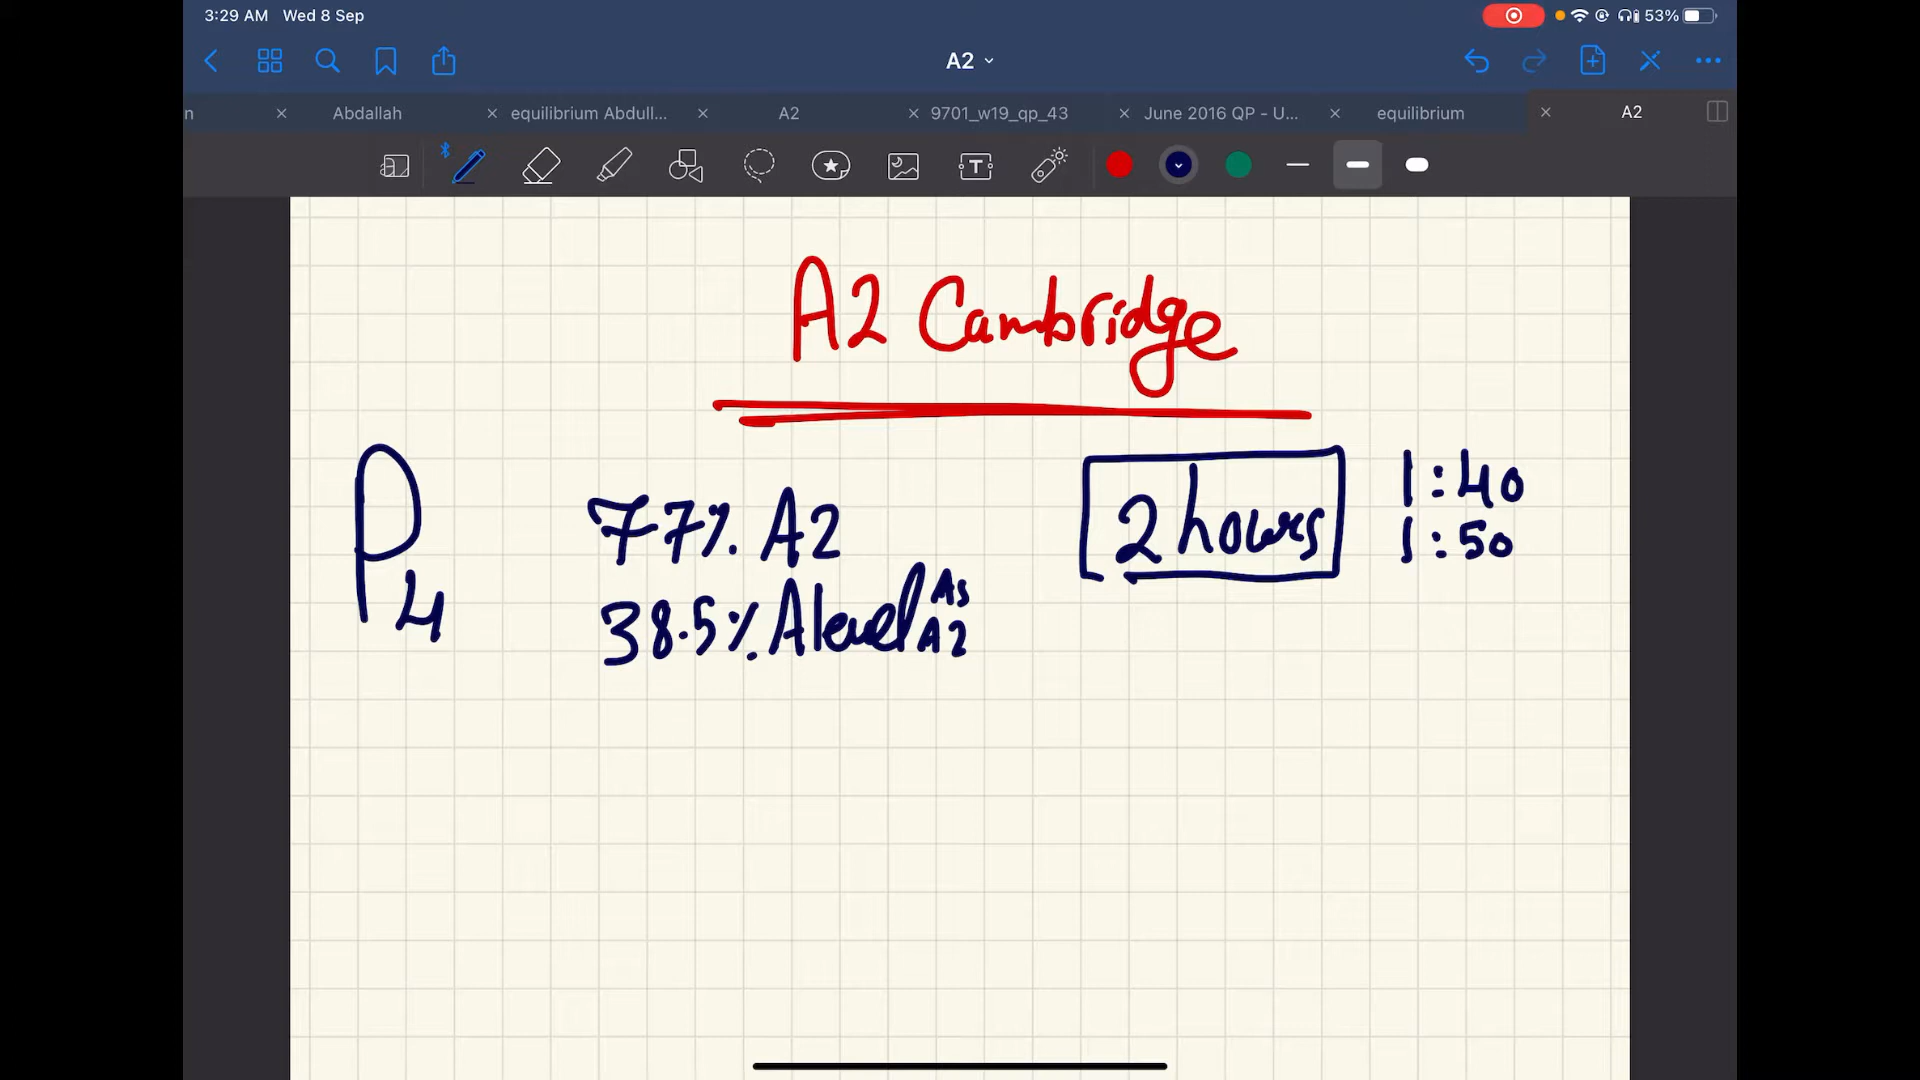 3:29 AM Wed 8 Sep
53%
A2
n
Abdallah
equilibrium Abdull...
A2
9701_w19_qp_43
June 2016 QP - U...
equilibrium
A2
A2 Cambridge
P4
77% A2
2 hours
1:40
1:50
38.5% A level As A2